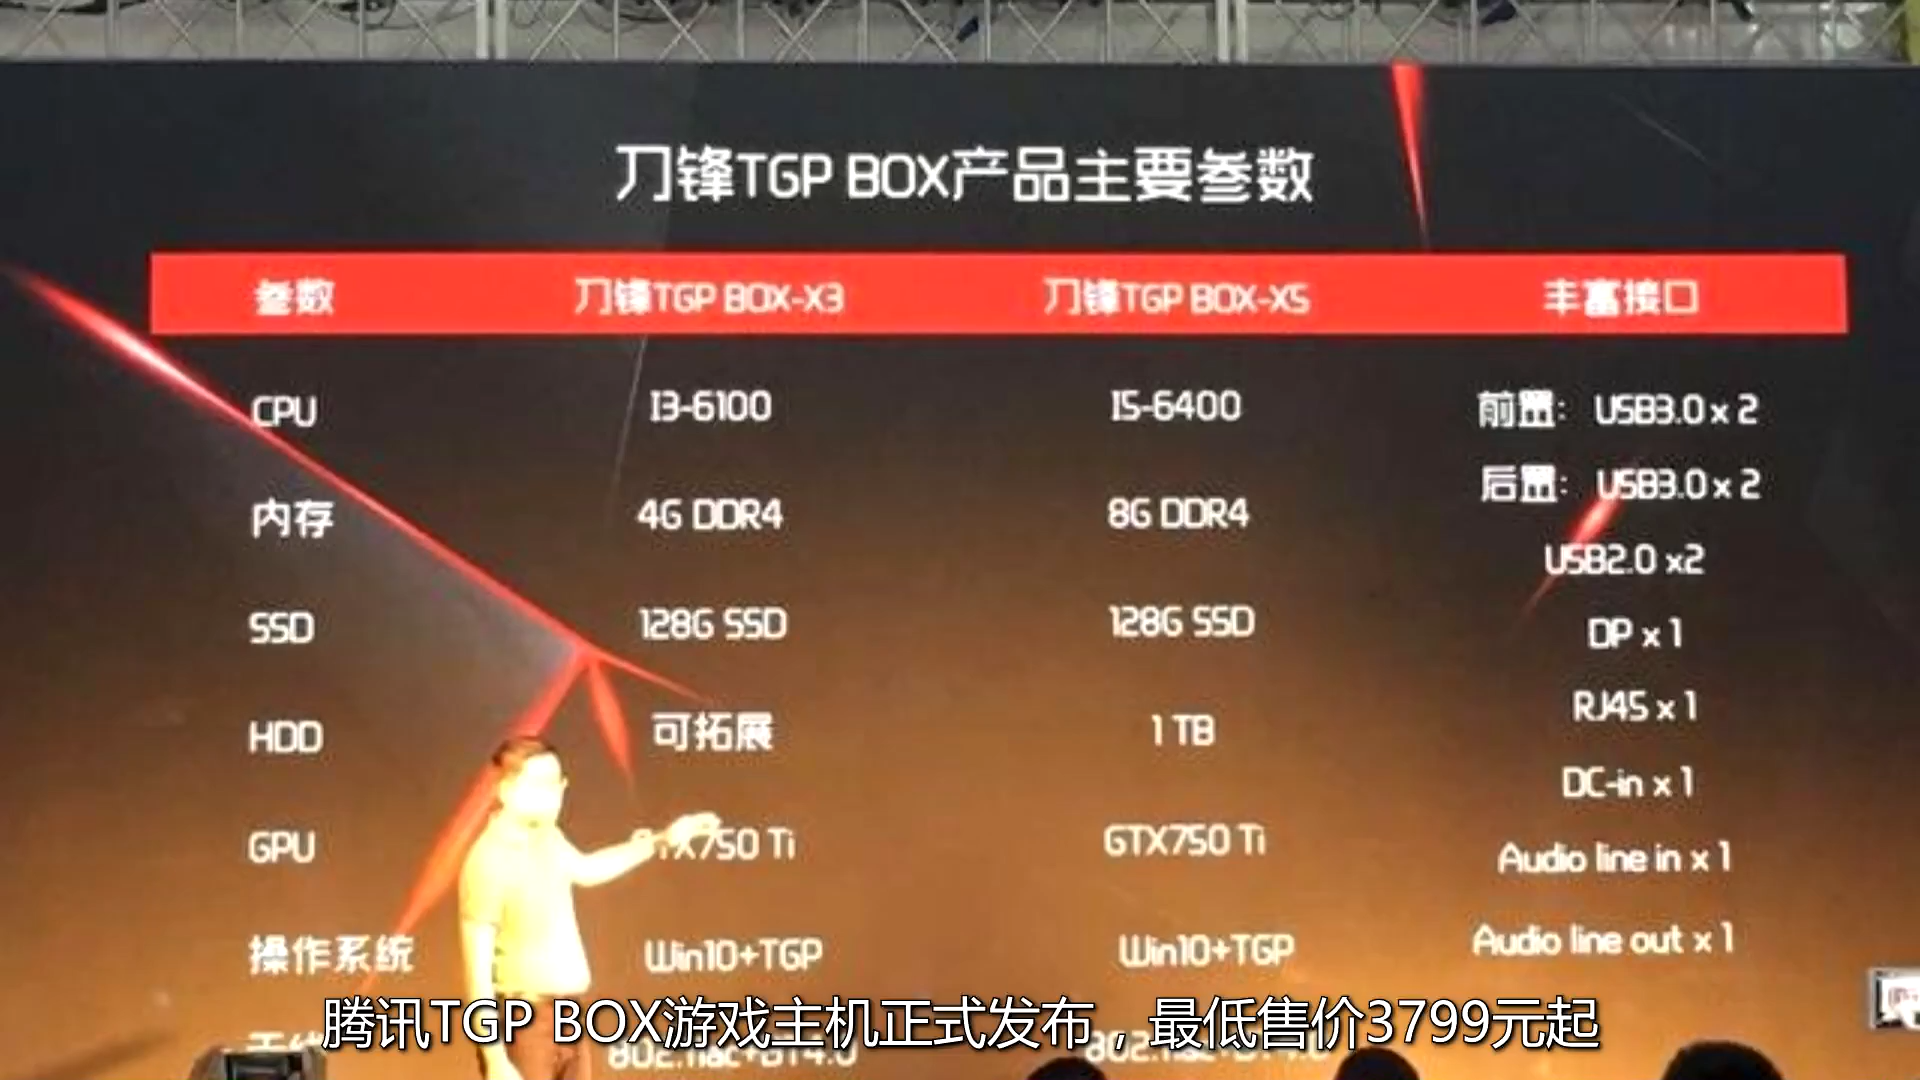 刀锋TGP BOX产品主要参数
参数 刀锋TGP BOX-X3 刀锋TGP BOX-X5 丰富接口
CPU I3-6100 I5-6400 前置： USB3.0 x 2
后置： USB3.0 x 2
内存 4G DDR4 8G DDR4
USB2.0 x2
SSD 128G SSD 128G SSD DP x 1
RJ45 x 1
HDD 可拓展 1 TB
DC-in x 1
GPU GTX750 Ti GTX750 Ti Audio line in x 1
操作系统 Win10+TGP Win10+TGP Audio line out x 1
腾讯TGP BOX游戏主机正式发布，最低售价3799元起